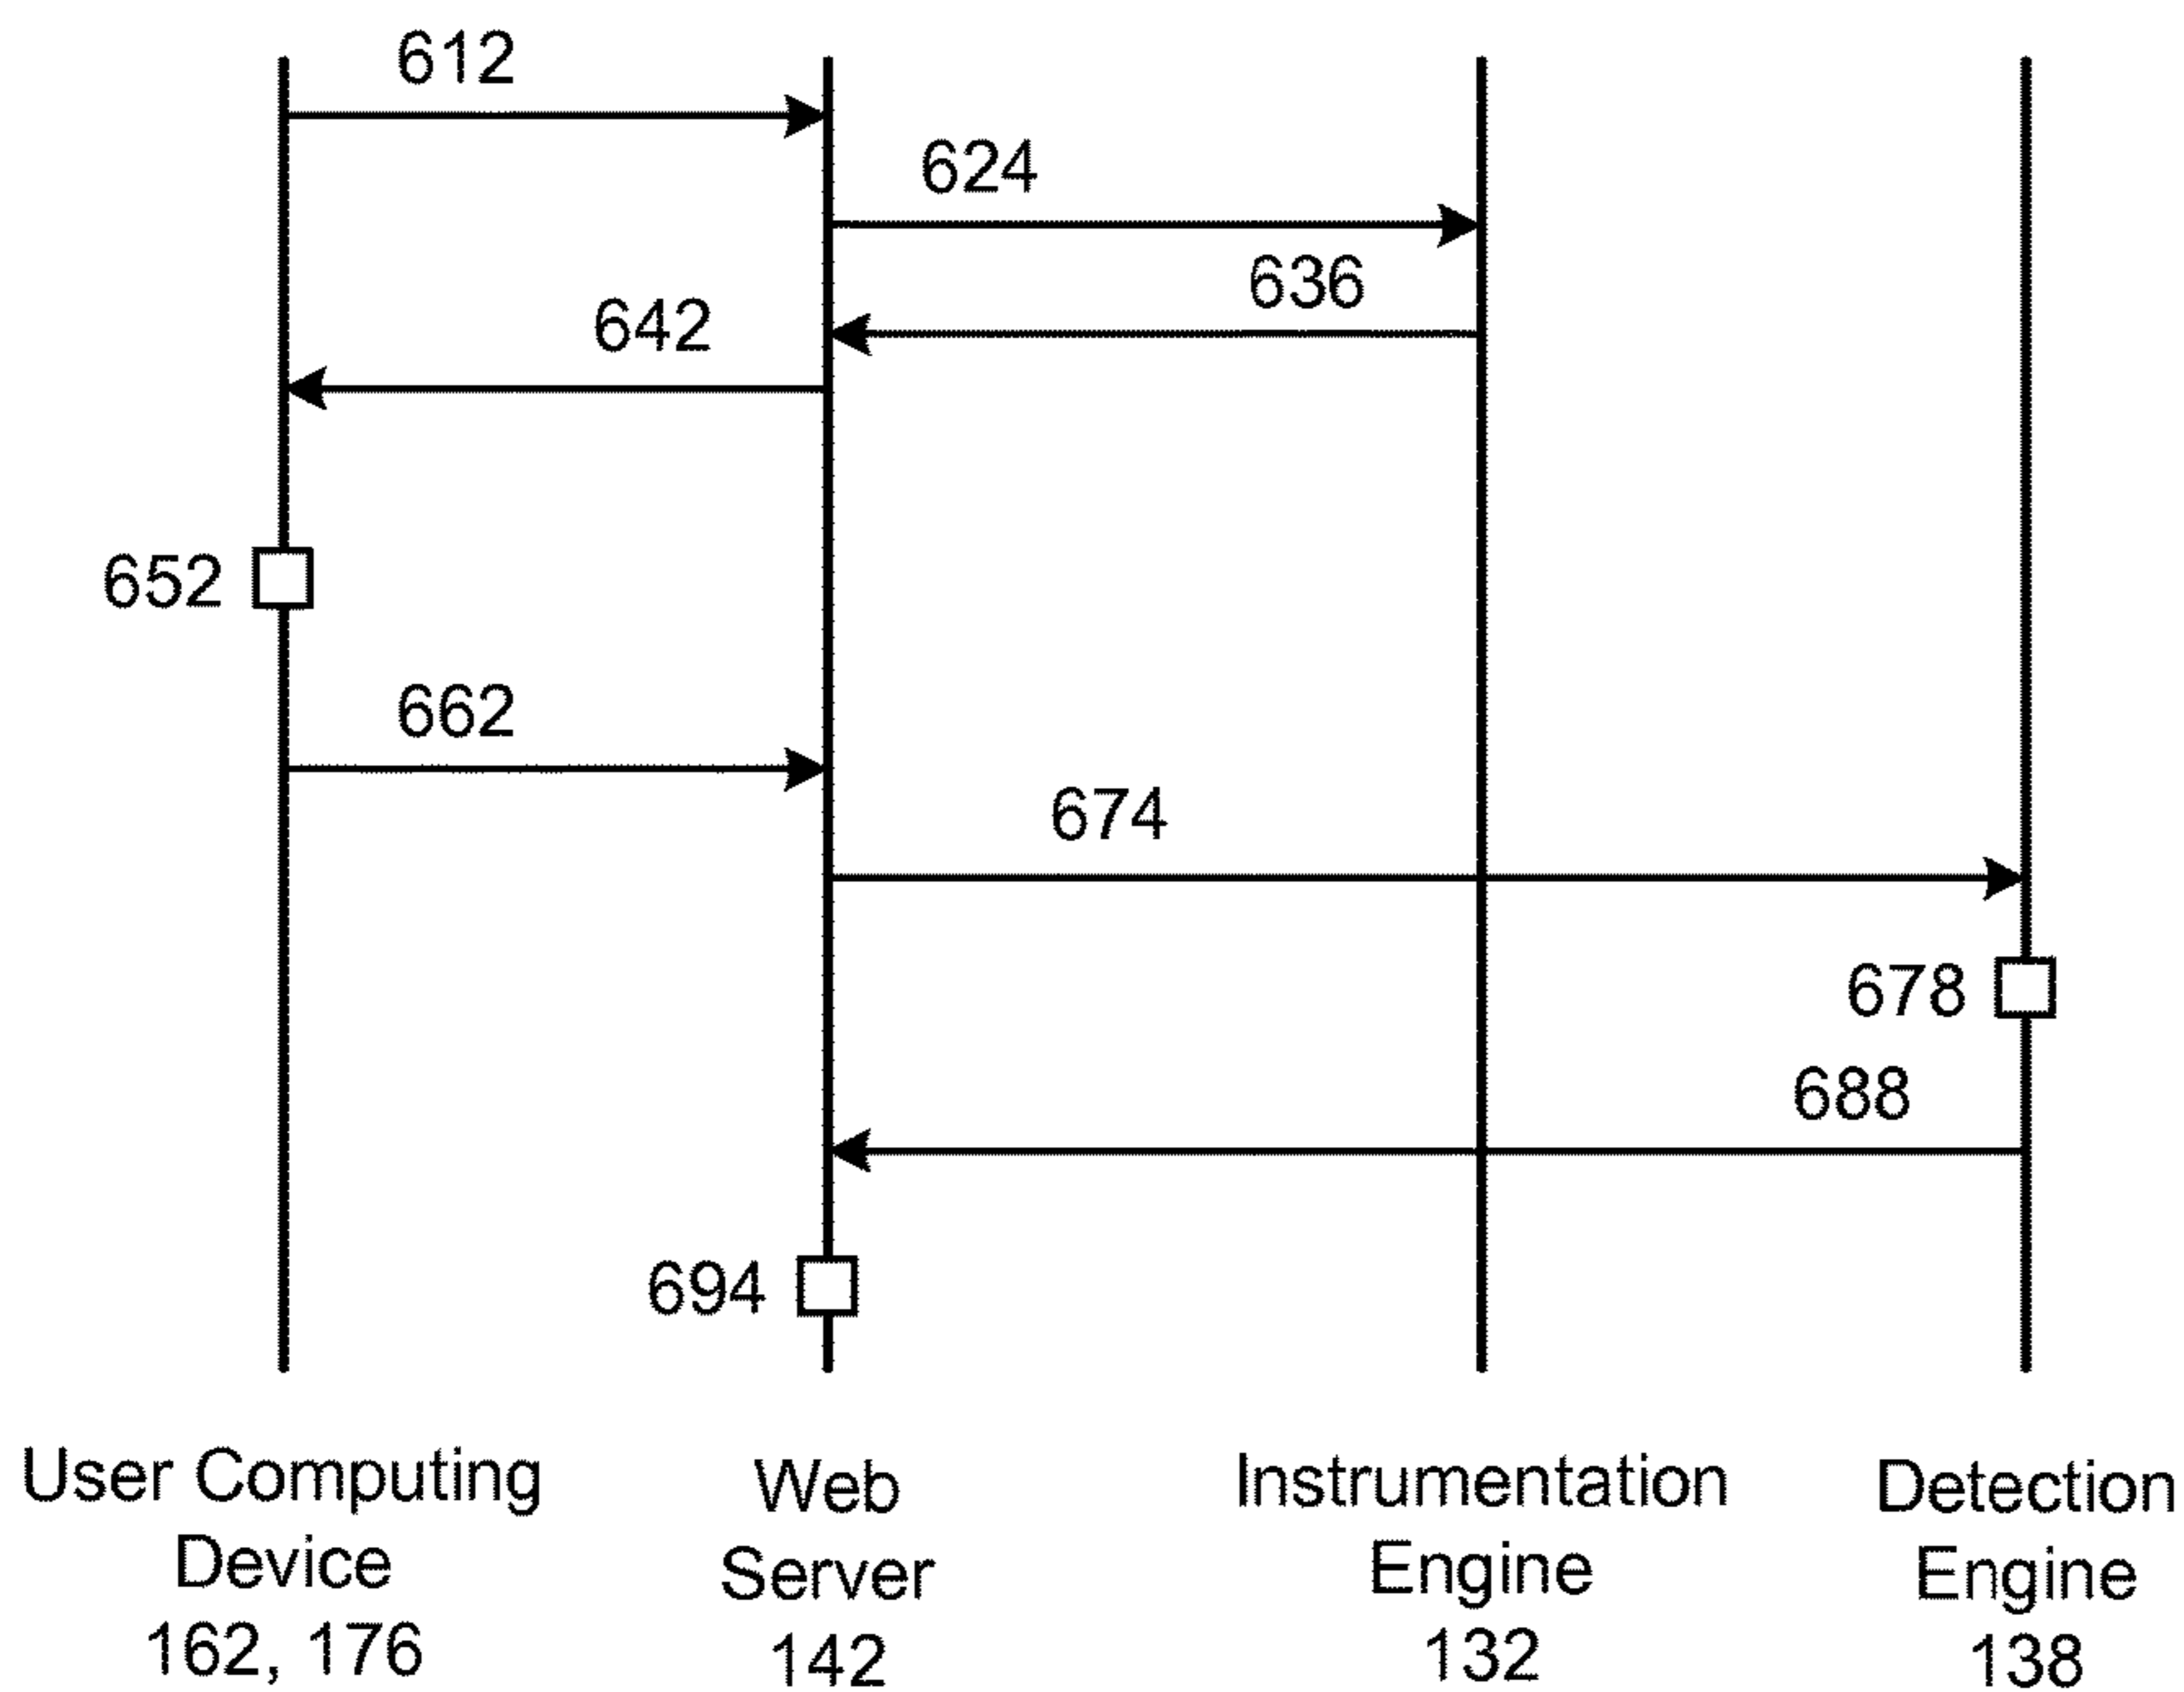 612
624
636
642
652
662
674
678
688
694
User Computing
Device
162, 176
Web
Server
142
Instrumentation
Engine
132
Detection
Engine
138